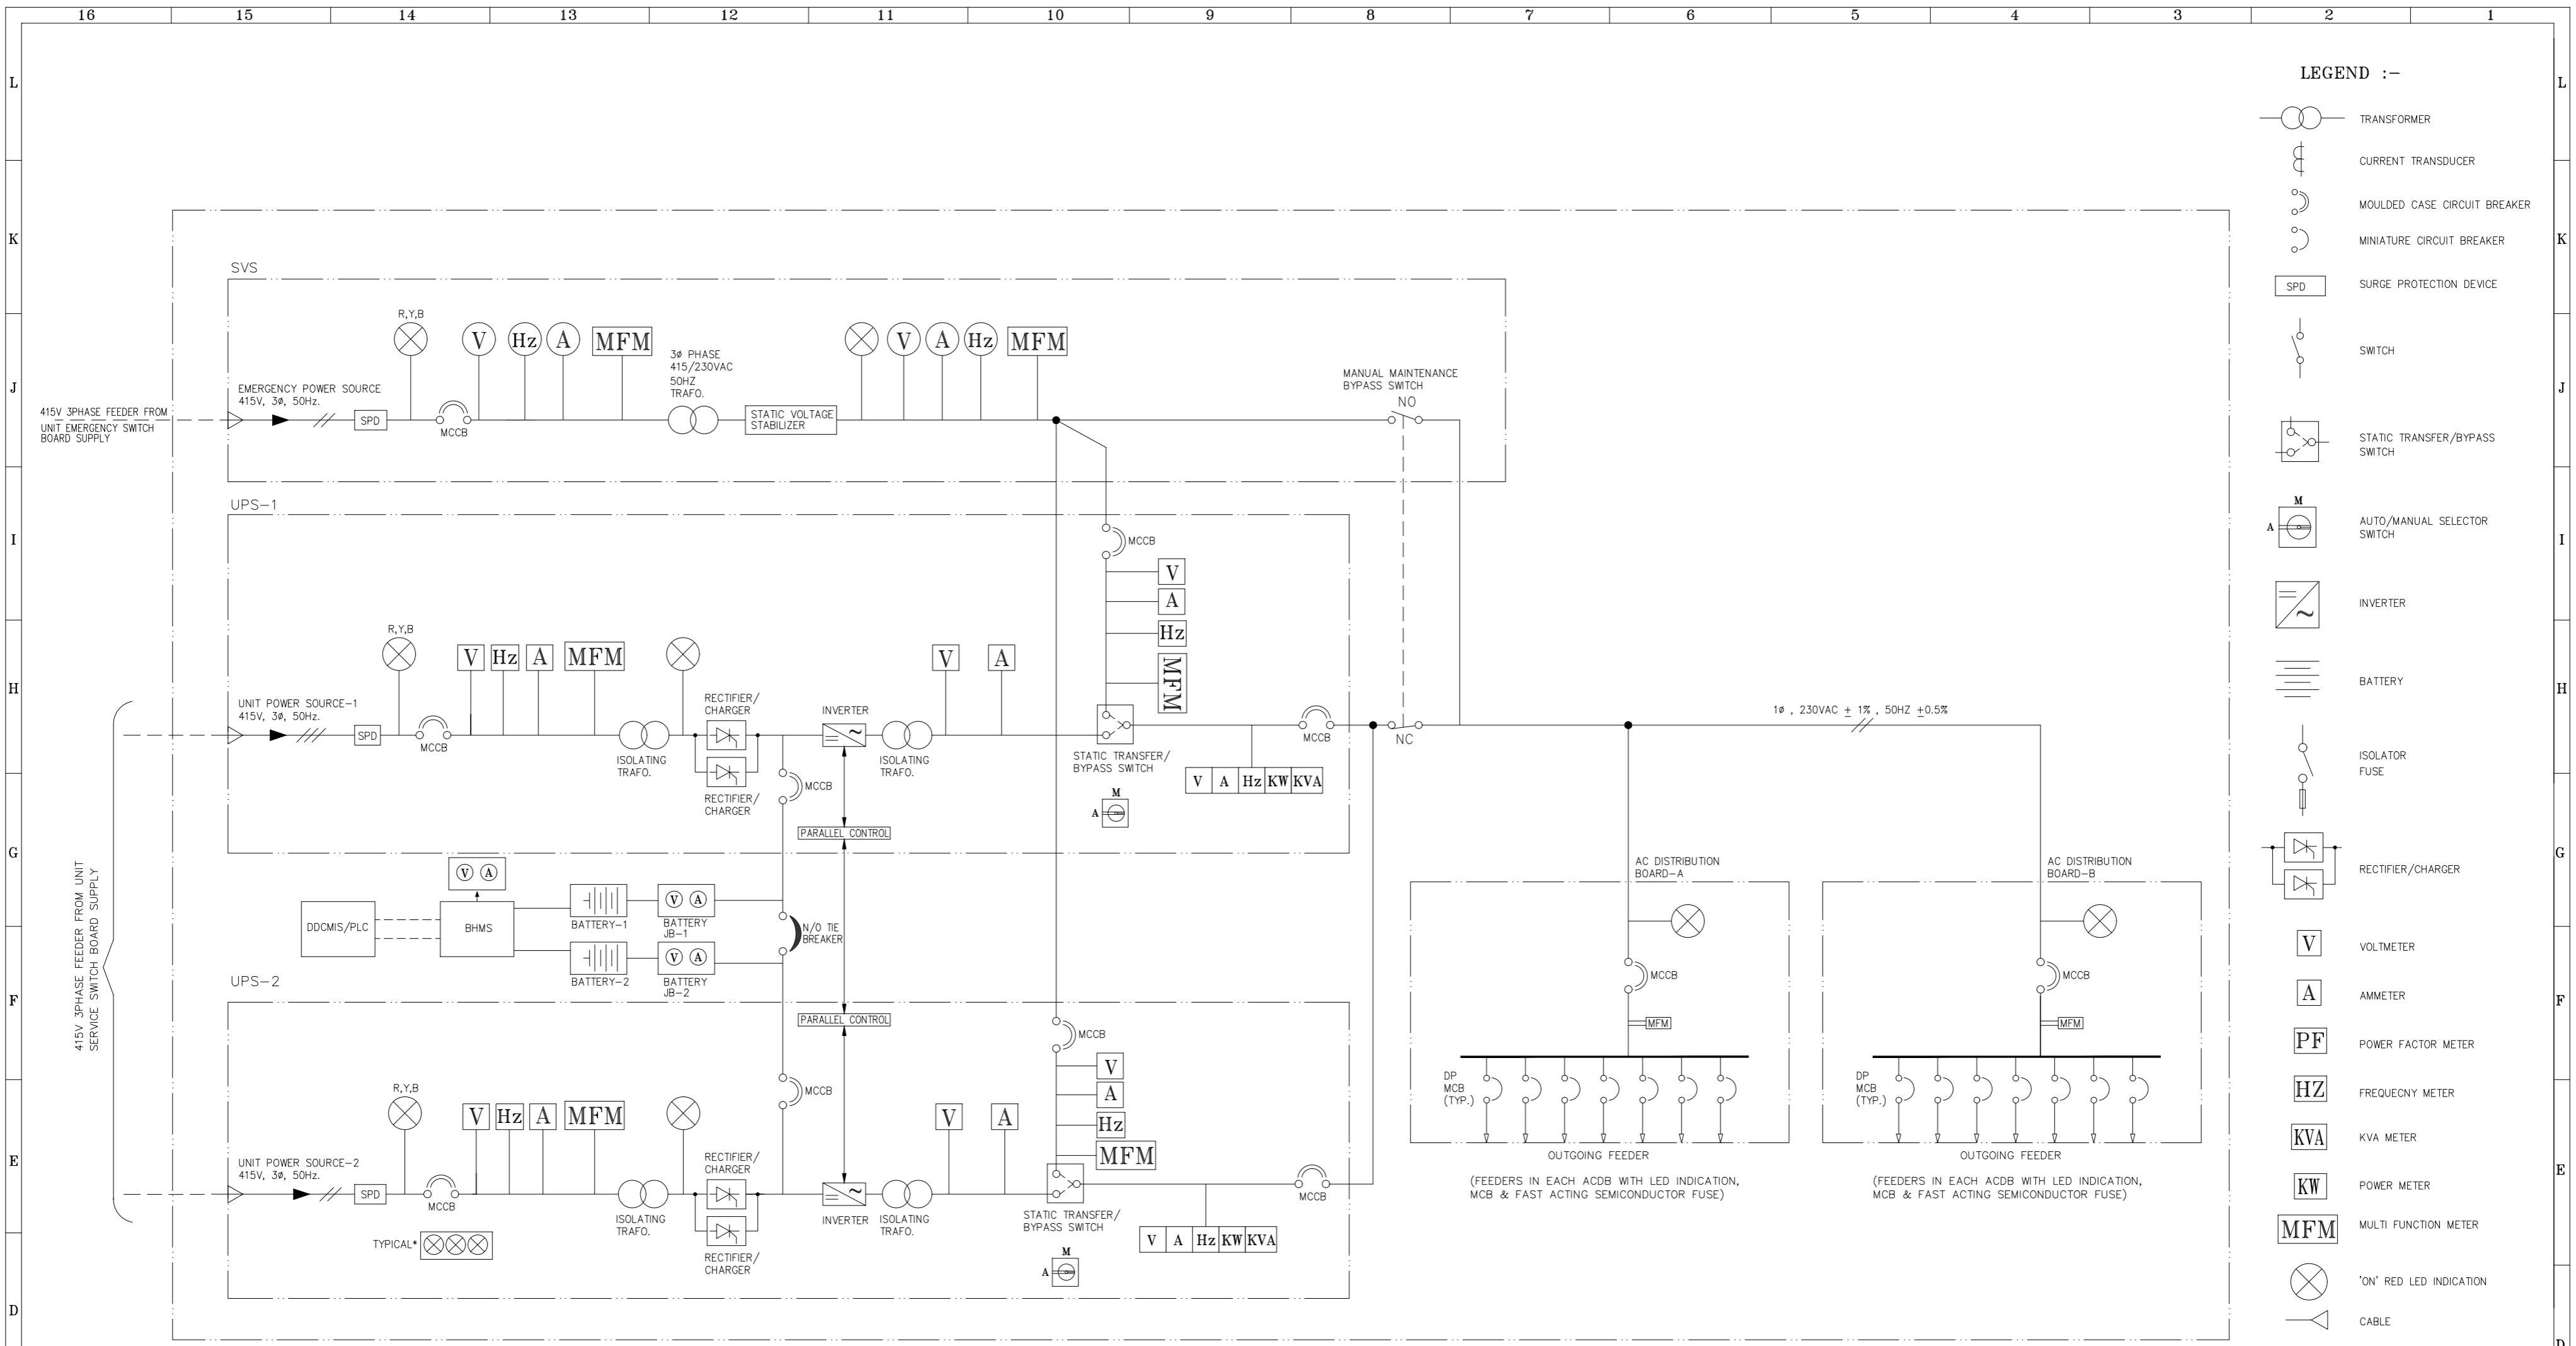 16 15 14 13 12 11 10 9 8 7 6 5 4 3 2 1
L
K
J
I
H
G
F
E
D
L
K
I
H
G
F
E
LEGEND :-
TRANSFORMER
CURRENT TRANSDUCER
MOULDED CASE CIRCUIT BREAKER
MINIATURE CIRCUIT BREAKER
SPD SURGE PROTECTION DEVICE
SWITCH
STATIC TRANSFER/BYPASS
SWITCH
M
A
AUTO/MANUAL SELECTOR
SWITCH
INVERTER
BATTERY
ISOLATOR
FUSE
RECTIFIER/CHARGER
V VOLTMETER
A AMMETER
PF POWER FACTOR METER
HZ FREQUECNY METER
KVA KVA METER
KW POWER METER
MFM MULTI FUNCTION METER
'ON' RED LED INDICATION
CABLE
SVS
R,Y,B
V Hz A MFM
3ø PHASE
415/230VAC
50HZ
TRAFO.
V A Hz MFM
EMERGENCY POWER SOURCE
415V, 3ø, 50Hz.
415V 3PHASE FEEDER FROM
UNIT EMERGENCY SWITCH
BOARD SUPPLY
SPD
MCCB
STATIC VOLTAGE
STABILIZER
MANUAL MAINTENANCE
BYPASS SWITCH
NO
UPS-1
MCCB
V
A
Hz
MFM
R,Y,B
V Hz A MFM
V A
UNIT POWER SOURCE-1
415V, 3ø, 50Hz.
SPD
MCCB
ISOLATING
TRAFO.
RECTIFIER/
CHARGER
RECTIFIER/
CHARGER
MCCB
INVERTER
ISOLATING
TRAFO.
STATIC TRANSFER/
BYPASS SWITCH
M
A
MCCB
V A Hz KW KVA
NC
PARALLEL CONTROL
1ø , 230VAC ± 1% , 50HZ ±0.5%
415V 3PHASE FEEDER FROM UNIT
SERVICE SWITCH BOARD SUPPLY
V A
DDCMIS/PLC
BHMS
BATTERY-1
V A
BATTERY
JB-1
BATTERY-2
V A
BATTERY
JB-2
N/O TIE
BREAKER
UPS-2
PARALLEL CONTROL
MCCB
V
A
Hz
MFM
MCCB
R,Y,B
V Hz A MFM
V A
UNIT POWER SOURCE-2
415V, 3ø, 50Hz.
SPD
MCCB
ISOLATING
TRAFO.
RECTIFIER/
CHARGER
RECTIFIER/
CHARGER
INVERTER
ISOLATING
TRAFO.
STATIC TRANSFER/
BYPASS SWITCH
M
A
MCCB
V A Hz KW KVA
TYPICAL*
AC DISTRIBUTION
BOARD-A
MCCB
MFM
DP
MCB
(TYP.)
OUTGOING FEEDER
(FEEDERS IN EACH ACDB WITH LED INDICATION,
MCB & FAST ACTING SEMICONDUCTOR FUSE)
AC DISTRIBUTION
BOARD-B
MCCB
MFM
DP
MCB
(TYP.)
OUTGOING FEEDER
(FEEDERS IN EACH ACDB WITH LED INDICATION,
MCB & FAST ACTING SEMICONDUCTOR FUSE)